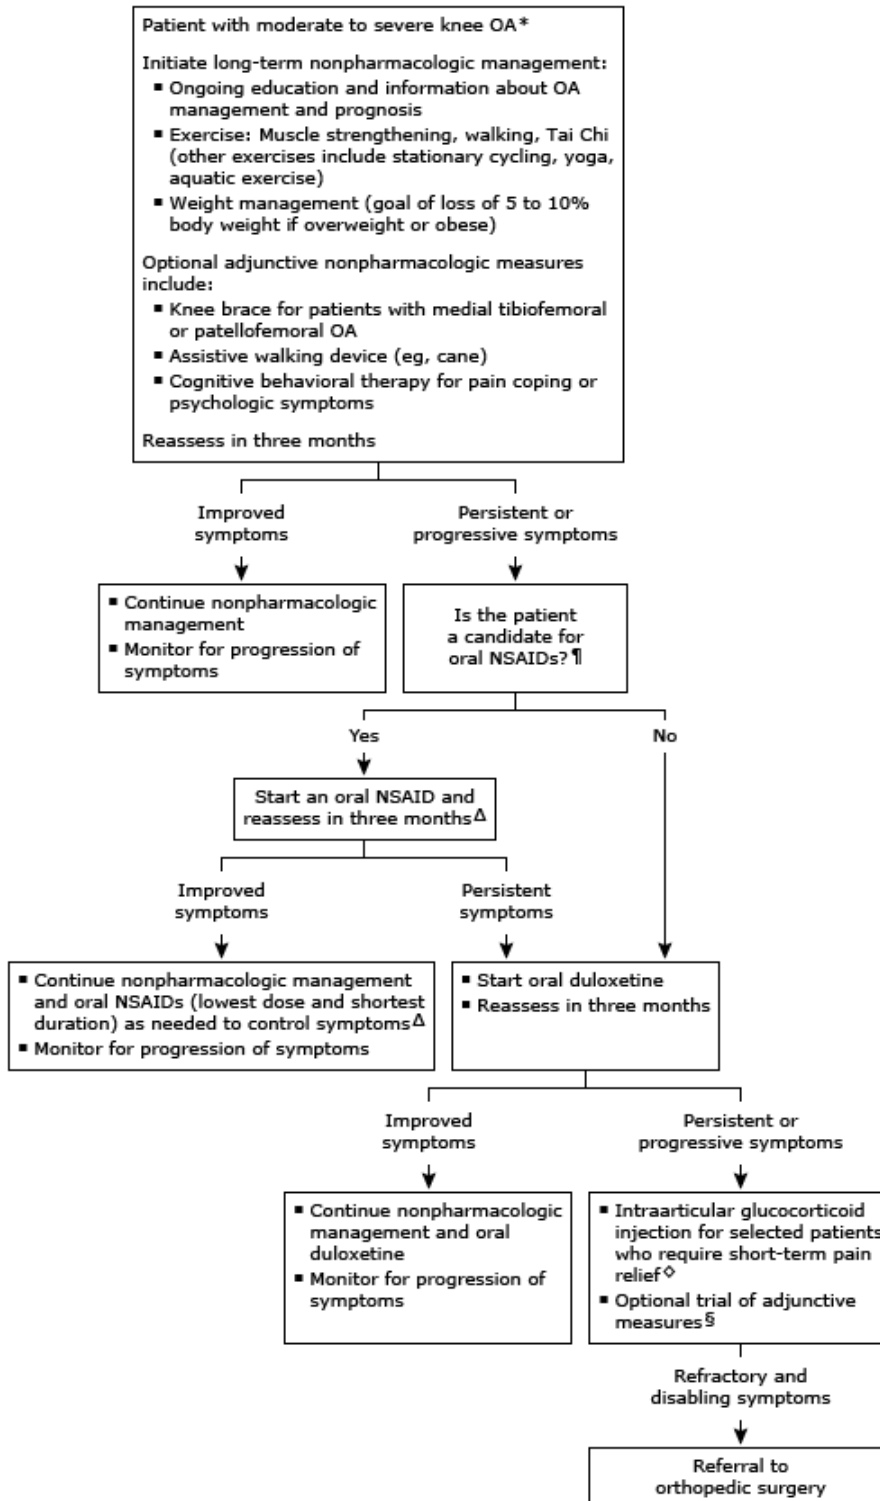 Patient with moderate to severe knee OA*
Initiate long-term nonpharmacologic management:
▪ Ongoing education and information about OA
management and prognosis
▪ Exercise: Muscle strengthening, walking, Tai Chi
(other exercises include stationary cycling, yoga,
aquatic exercise)
▪ Weight management (goal of loss of 5 to 10%
body weight if overweight or obese)
Optional adjunctive nonpharmacologic measures
include:
▪ Knee brace for patients with medial tibiofemoral
or patellofemoral OA
▪ Assistive walking device (eg, cane)
▪ Cognitive behavioral therapy for pain coping or
psychologic symptoms
Reassess in three months
Improved
symptoms
Persistent or
progressive symptoms
▪ Continue nonpharmacologic
management
▪ Monitor for progression of
symptoms
Is the patient
a candidate for
oral NSAIDs?¶
Yes
No
Start an oral NSAID and
reassess in three monthsΔ
Improved
symptoms
Persistent
symptoms
▪ Continue nonpharmacologic management
and oral NSAIDs (lowest dose and shortest
duration) as needed to control symptomsΔ
▪ Monitor for progression of symptoms
▪ Start oral duloxetine
▪ Reassess in three months
Improved
symptoms
Persistent or
progressive symptoms
▪ Continue nonpharmacologic
management and oral
duloxetine
▪ Monitor for progression of
symptoms
▪ Intraarticular glucocorticoid
injection for selected patients
who require short-term pain
relief◇
▪ Optional trial of adjunctive
measures§
Refractory and
disabling symptoms
Referral to
orthopedic surgery